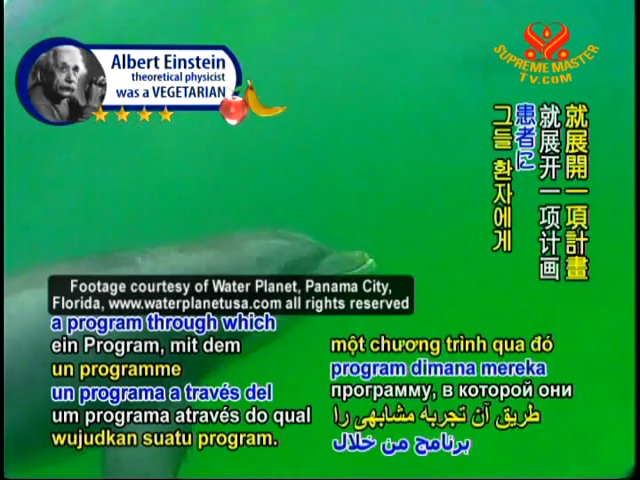 Albert Einstein
theoretical physicist
was a VEGETARIAN
SUPREME MASTER
TV.COM
就展開一項計畫
就展开一项计画
患者に
그들 환자에게
Footage courtesy of Water Planet, Panama City,
Florida, www.waterplanetusa.com all rights reserved
a program through which
ein Program, mit dem
un programme
un programa a través del
um programa através do qual
wujudkan suatu program.
một chương trình qua đó
program dimana mereka
программу, в которой они
طریق آن تجربه مشابهی را
برنامج من خلال